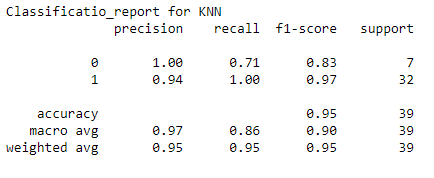 Classificatio_report for KNN
precision recall f1-score support
0 1.00 0.71 0.83 7
1 0.94 1.00 0.97 32
accuracy 0.95 39
macro avg 0.97 0.86 0.90 39
weighted avg 0.95 0.95 0.95 39